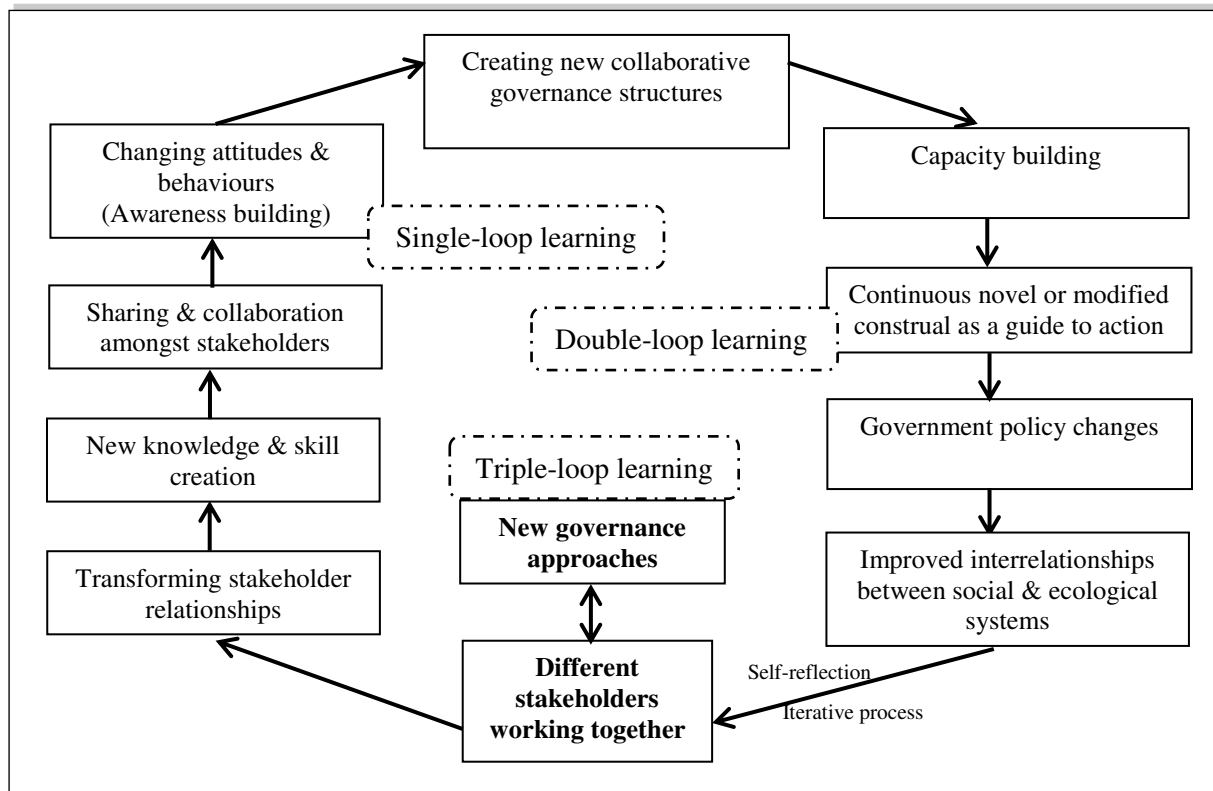 Creating new collaborative
governance structures
Changing attitudes &
behaviours
(Awareness building)
Capacity building
Single-loop learning
Sharing & collaboration
amongst stakeholders
Continuous novel or modified
construal as a guide to action
Double-loop learning
New knowledge & skill
creation
Government policy changes
Triple-loop learning
New governance
approaches
Transforming stakeholder
relationships
Improved interrelationships
between social & ecological
systems
Different
stakeholders
working together
Self-reflection
Iterative process